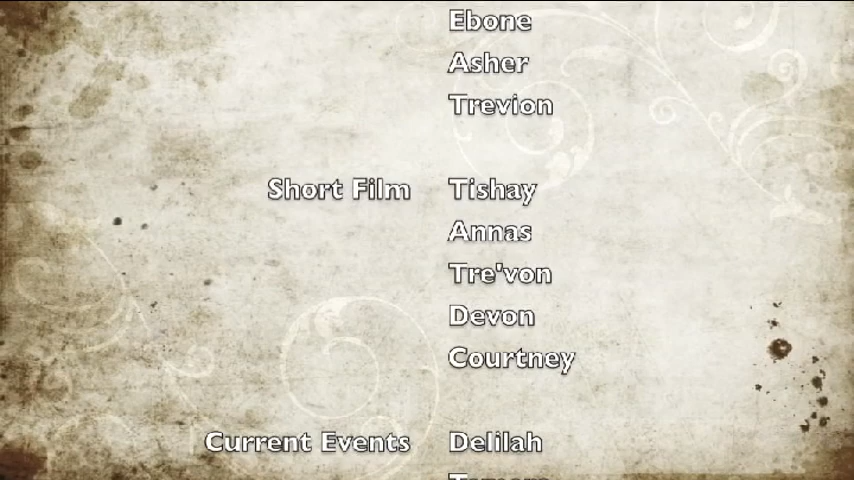 Ebone
Asher
Trevion
Short Film Tishay
Annas
Tre'von
Devon
Courtney
Current Events Delilah